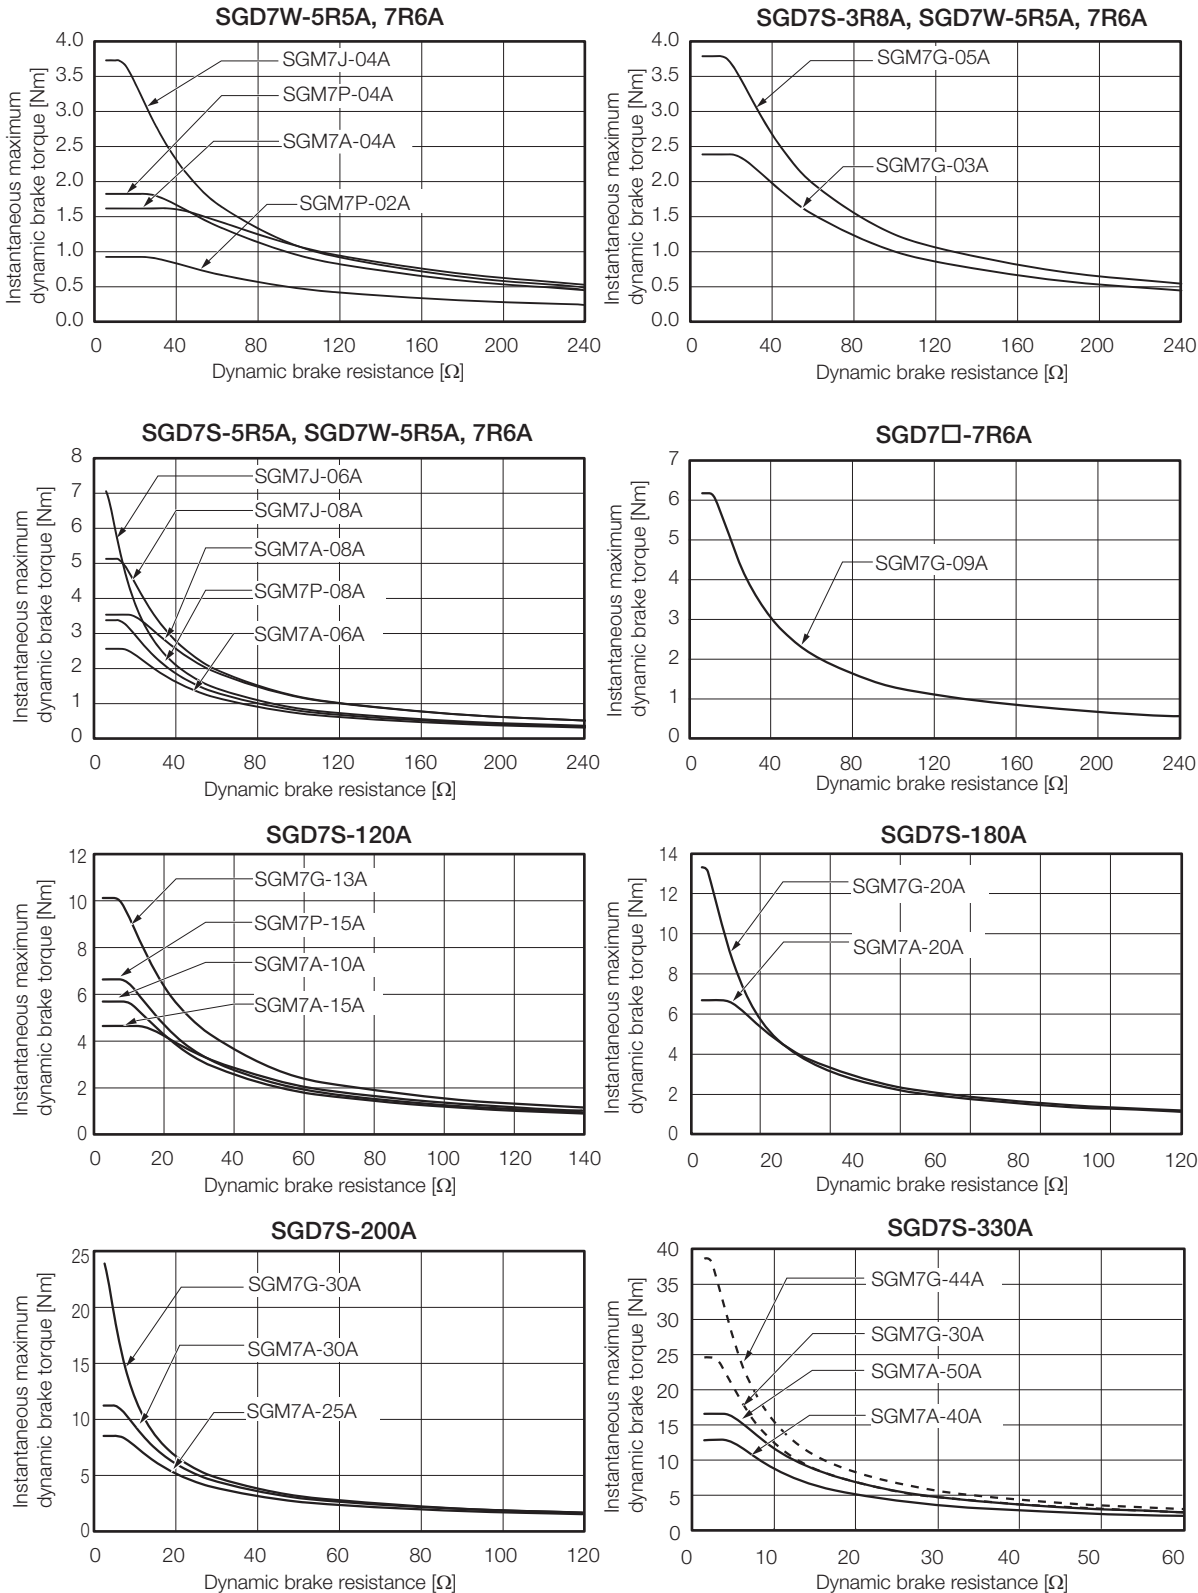 SGD7W-5R5A, 7R6A
Instantaneous maximum
dynamic brake torque [Nm]
4.0
3.5
3.0
2.5
2.0
1.5
1.0
0.5
0.0
SGM7J-04A
SGM7P-04A
SGM7A-04A
SGM7P-02A
0 40 80 120 160 200 240
Dynamic brake resistance [Ω]
SGD7S-3R8A, SGD7W-5R5A, 7R6A
Instantaneous maximum
dynamic brake torque [Nm]
4.0
3.5
3.0
2.5
2.0
1.5
1.0
0.5
0.0
SGM7G-05A
SGM7G-03A
0 40 80 120 160 200 240
Dynamic brake resistance [Ω]
SGD7S-5R5A, SGD7W-5R5A, 7R6A
Instantaneous maximum
dynamic brake torque [Nm]
8
7
6
5
4
3
2
1
0
SGM7J-06A
SGM7J-08A
SGM7A-08A
SGM7P-08A
SGM7A-06A
0 40 80 120 160 200 240
Dynamic brake resistance [Ω]
SGD7□-7R6A
Instantaneous maximum
dynamic brake torque [Nm]
7
6
5
4
3
2
1
0
SGM7G-09A
0 40 80 120 160 200 240
Dynamic brake resistance [Ω]
SGD7S-120A
Instantaneous maximum
dynamic brake torque [Nm]
12
10
8
6
4
2
0
SGM7G-13A
SGM7P-15A
SGM7A-10A
SGM7A-15A
0 20 40 60 80 100 120 140
Dynamic brake resistance [Ω]
SGD7S-180A
Instantaneous maximum
dynamic brake torque [Nm]
14
12
10
8
6
4
2
0
SGM7G-20A
SGM7A-20A
0 20 40 60 80 100 120
Dynamic brake resistance [Ω]
SGD7S-200A
Instantaneous maximum
dynamic brake torque [Nm]
25
20
15
10
5
0
SGM7G-30A
SGM7A-30A
SGM7A-25A
0 20 40 60 80 100 120
Dynamic brake resistance [Ω]
SGD7S-330A
Instantaneous maximum
dynamic brake torque [Nm]
40
35
30
25
20
15
10
5
0
SGM7G-44A
SGM7G-30A
SGM7A-50A
SGM7A-40A
0 10 20 30 40 50 60
Dynamic brake resistance [Ω]